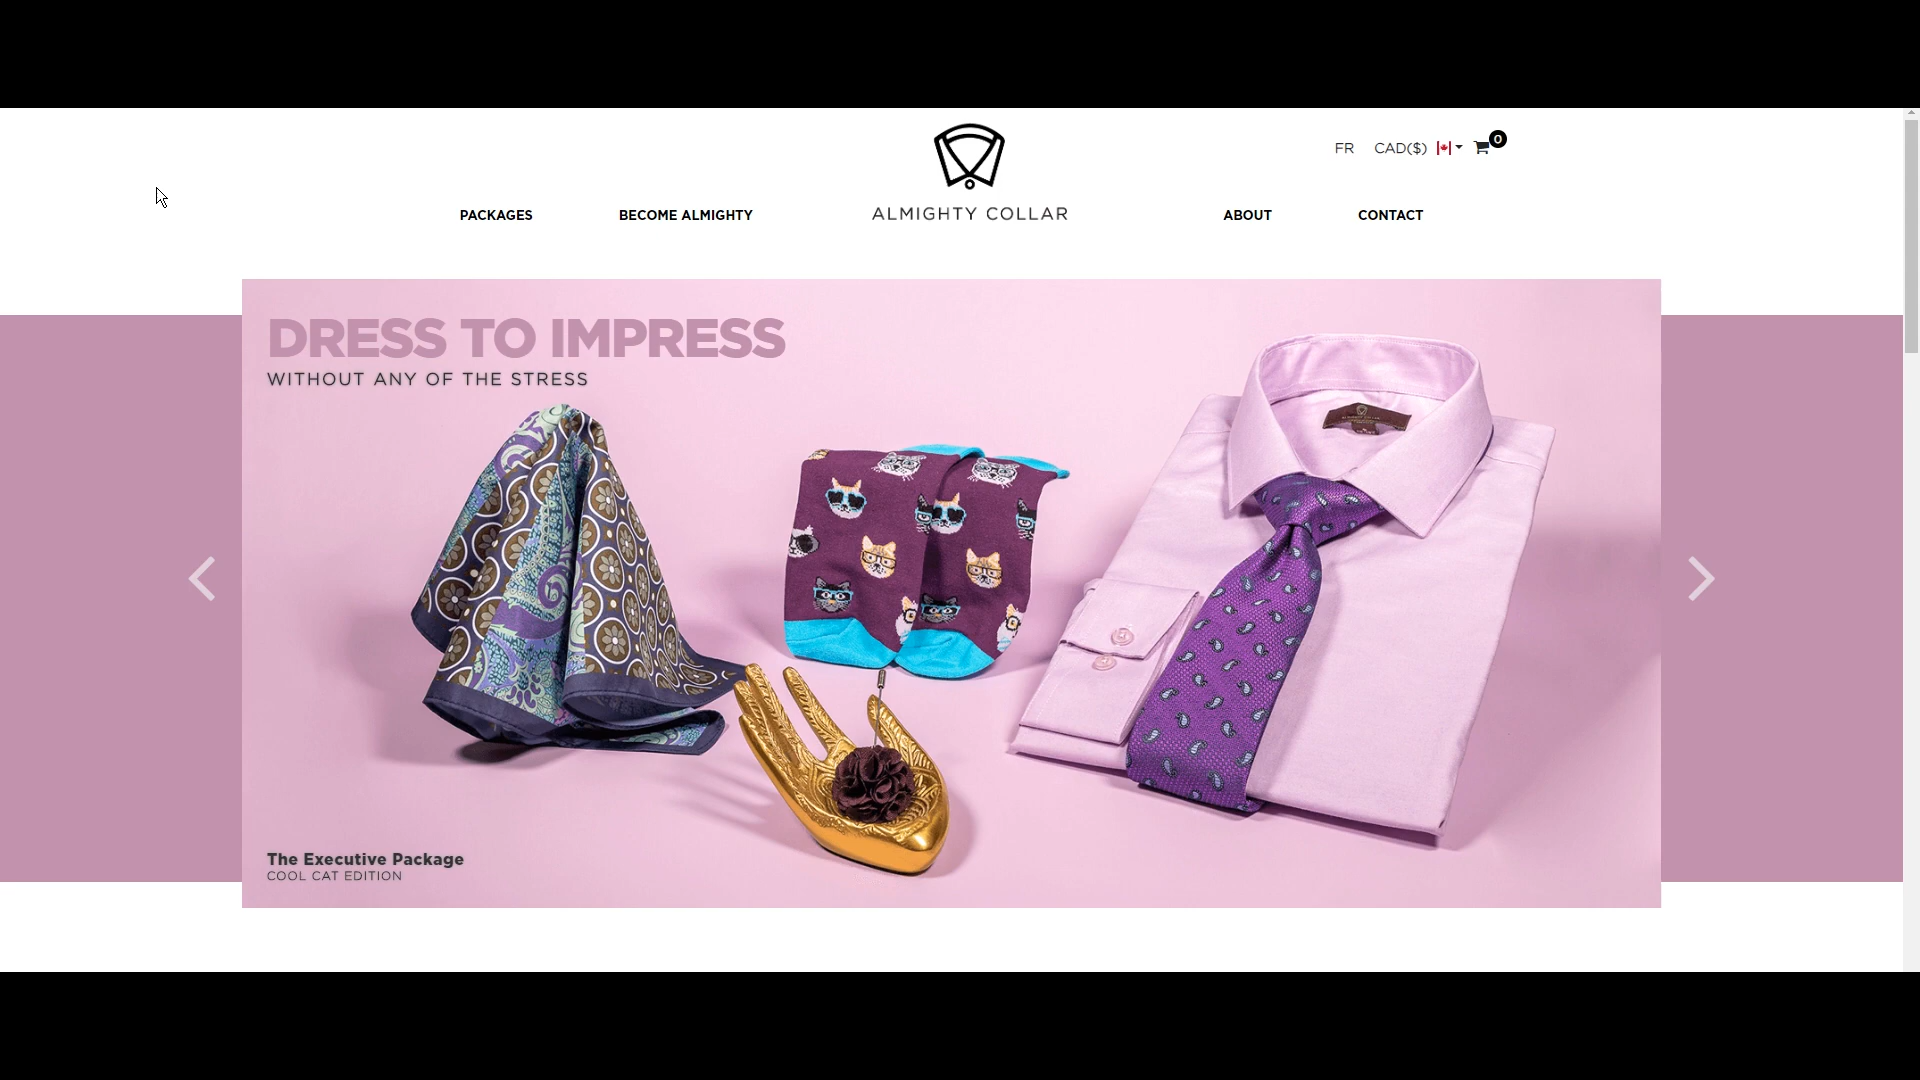 FR CAD($) 0
PACKAGES BECOME ALMIGHTY ALMIGHTY COLLAR ABOUT CONTACT
DRESS TO IMPRESS
WITHOUT ANY OF THE STRESS
The Executive Package
COOL CAT EDITION